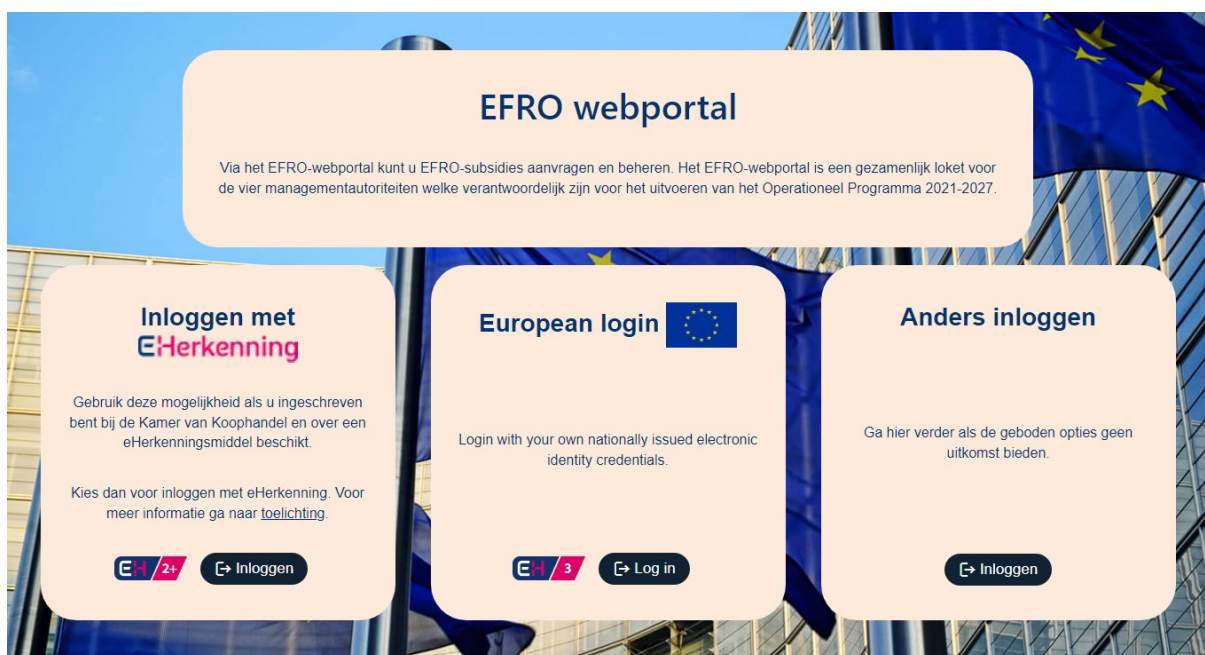 EFRO webportal
Via het EFRO-webportal kunt u EFRO-subsidies aanvragen en beheren. Het EFRO-webportal is een gezamenlijk loket voor
de vier managementautoriteiten welke verantwoordelijk zijn voor het uitvoeren van het Operationeel Programma 2021-2027.
Inloggen met
eHerkenning
Gebruik deze mogelijkheid als u ingeschreven
bent bij de Kamer van Koophandel en over een
eHerkenningsmiddel beschikt.
Kies dan voor inloggen met eHerkenning. Voor
meer informatie ga naar toelichting.
EH 2+
Inloggen
European login
Login with your own nationally issued electronic
identity credentials.
EH 3
Log in
Anders inloggen
Ga hier verder als de geboden opties geen
uitkomst bieden.
Inloggen